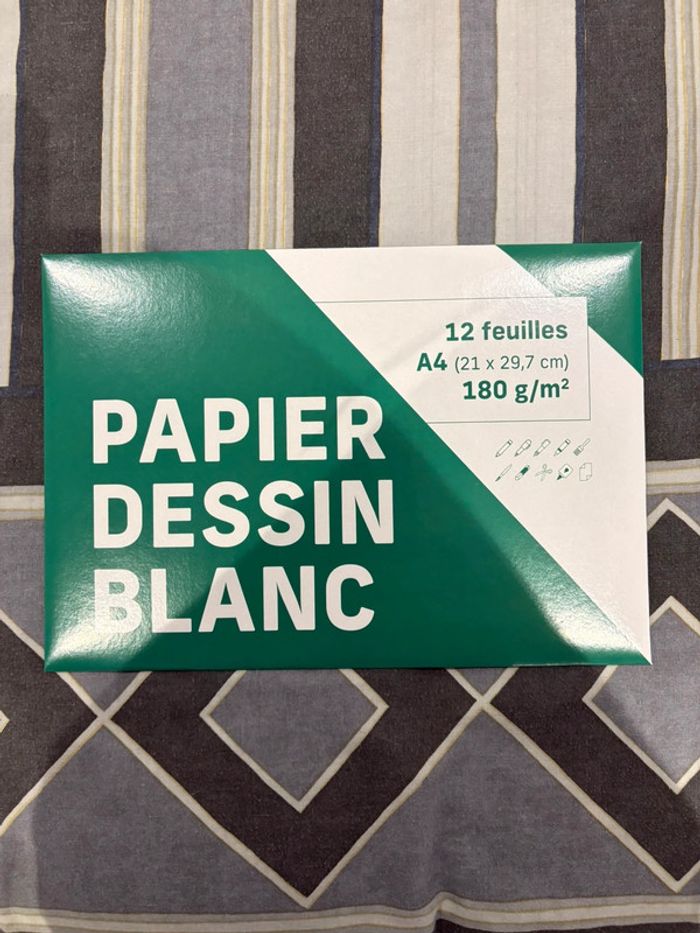 12 feuilles
A4 (21 x 29,7 cm)
180 g/m²
PAPIER
DESSIN
BLANC